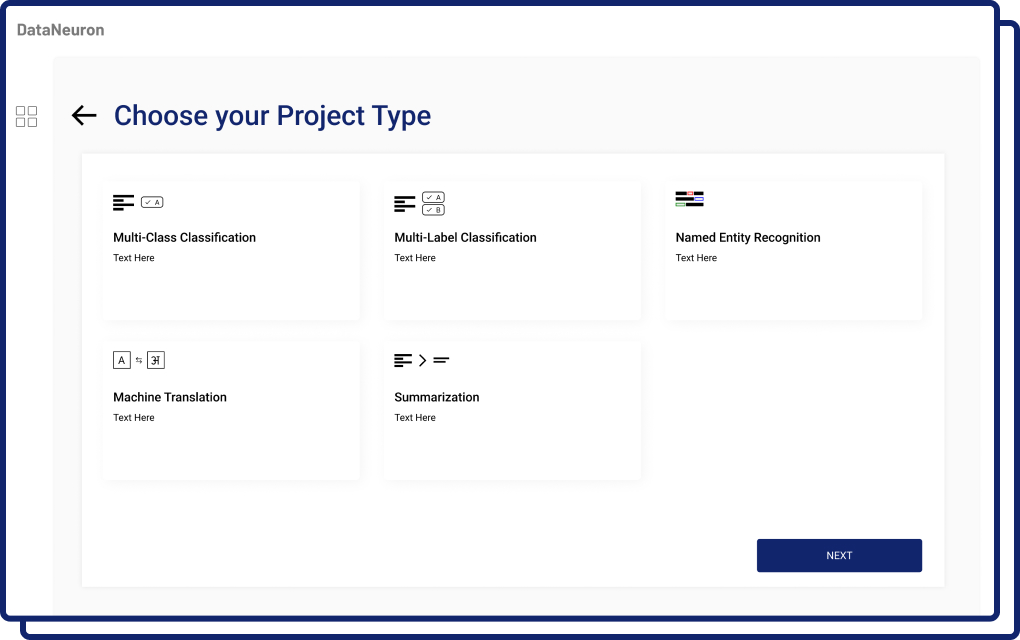 DataNeuron
Choose your Project Type
A
A
B
Multi-Class Classification
Multi-Label Classification
Named Entity Recognition
Text Here
Text Here
Text Here
A
अ
Machine Translation
Summarization
Text Here
Text Here
NEXT